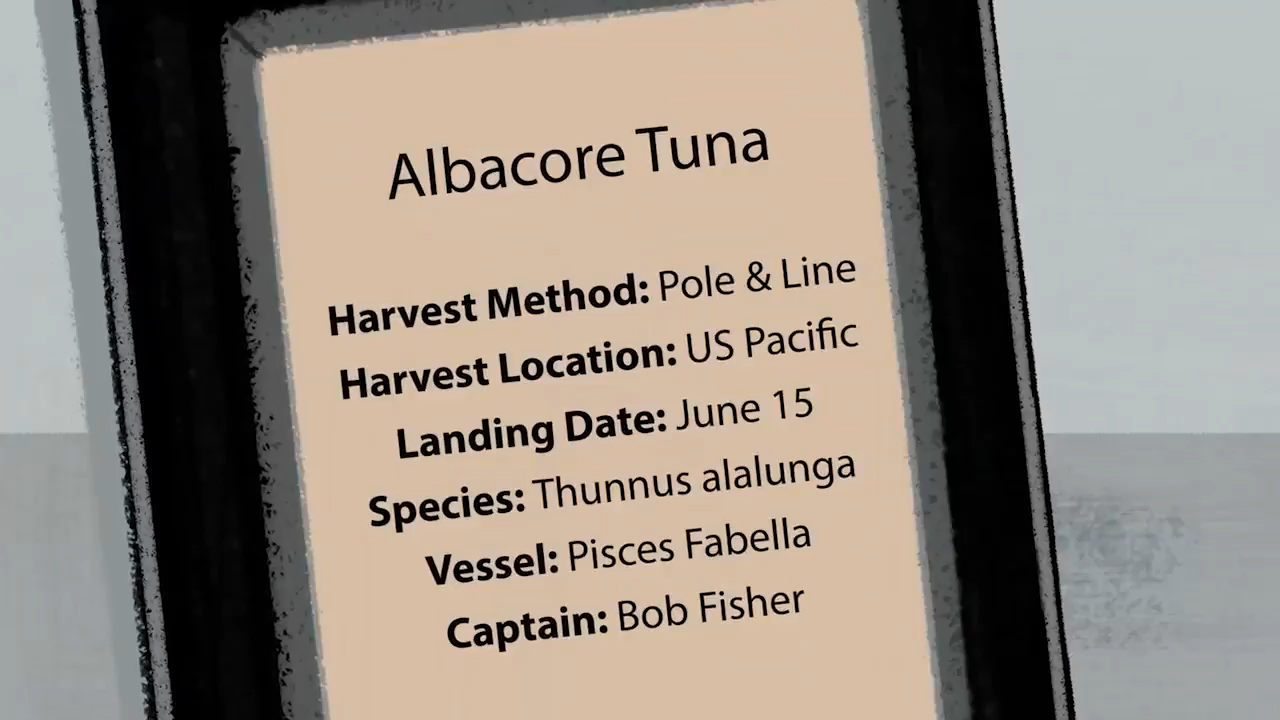 Albacore Tuna
Harvest Method: Pole & Line
Harvest Location: US Pacific
Landing Date: June 15
Species: Thunnus alalunga
Vessel: Pisces Fabella
Captain: Bob Fisher